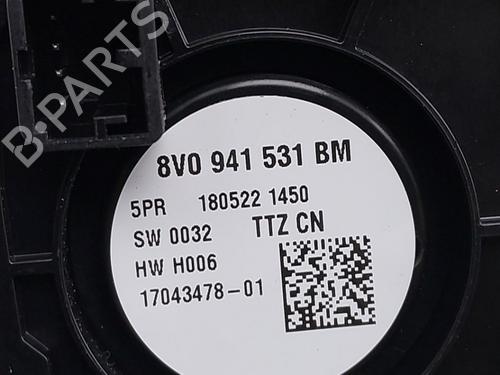 B-PARTS
8V0 941 531 BM
5PR 180522 1450
SW 0032 TTZ CN
HW H006
17043478-01